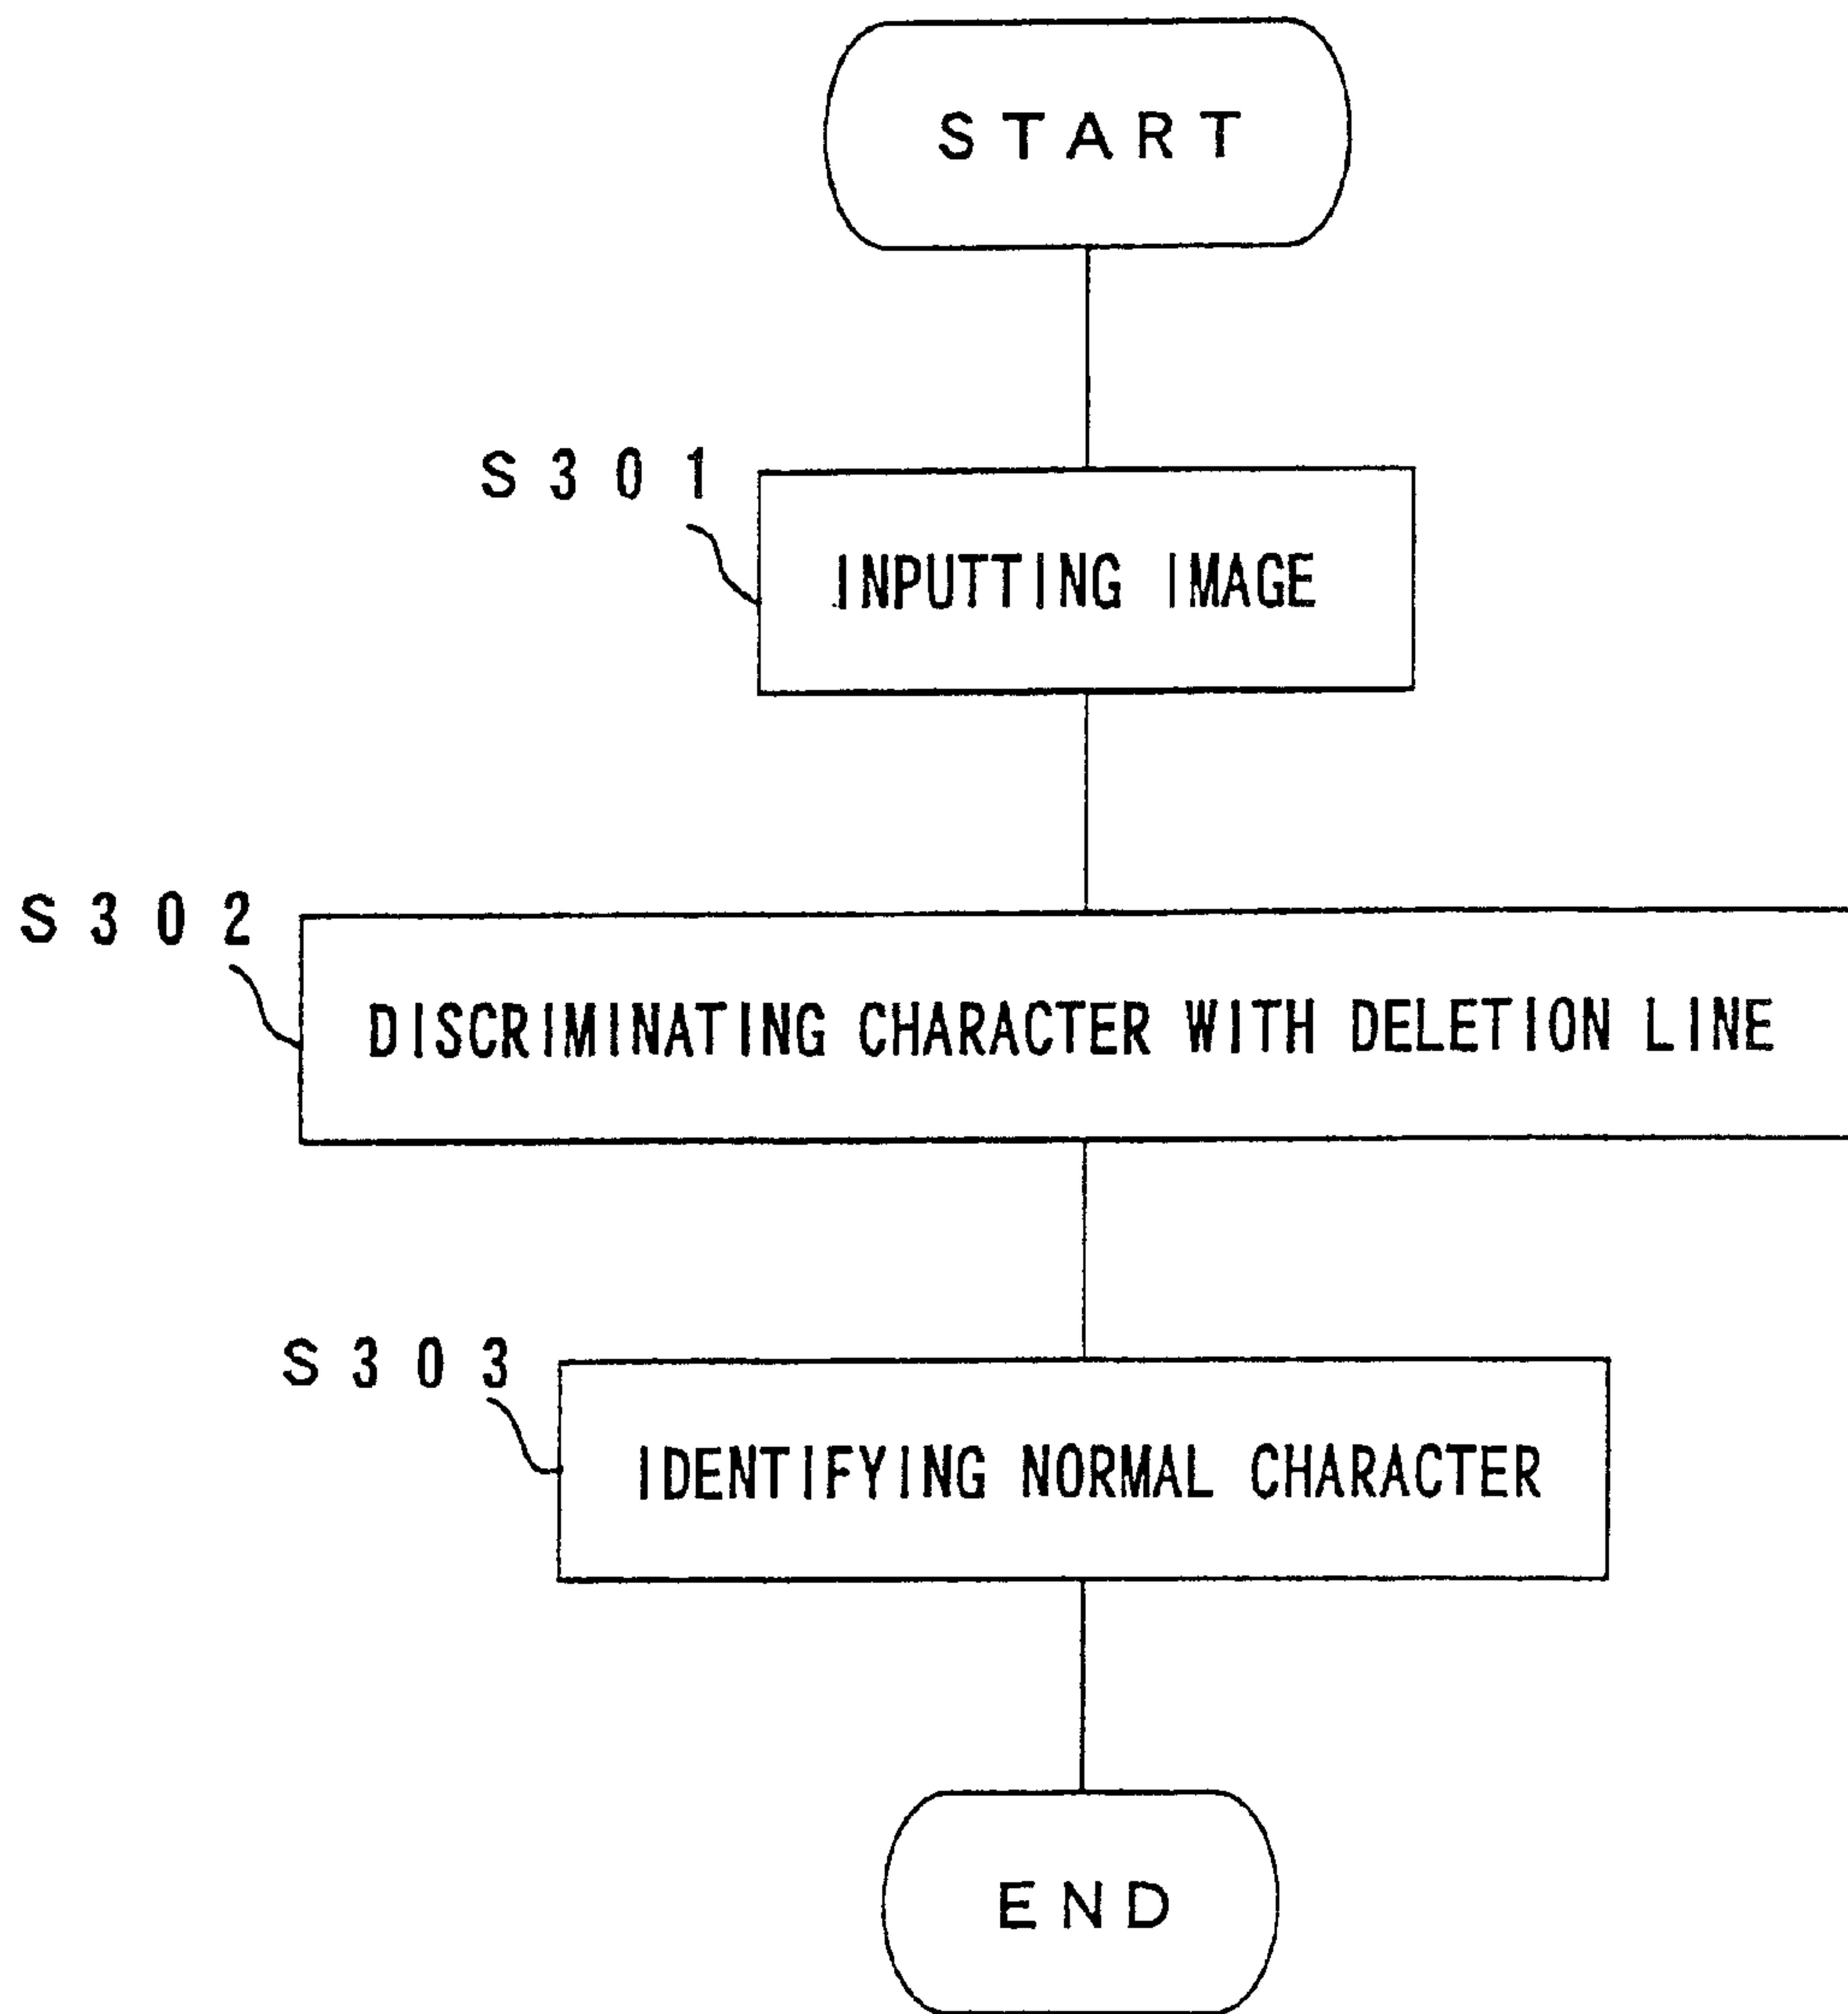 START
S301
INPUTTING IMAGE
S302
DISCRIMINATING CHARACTER WITH DELETION LINE
S303
IDENTIFYING NORMAL CHARACTER
END